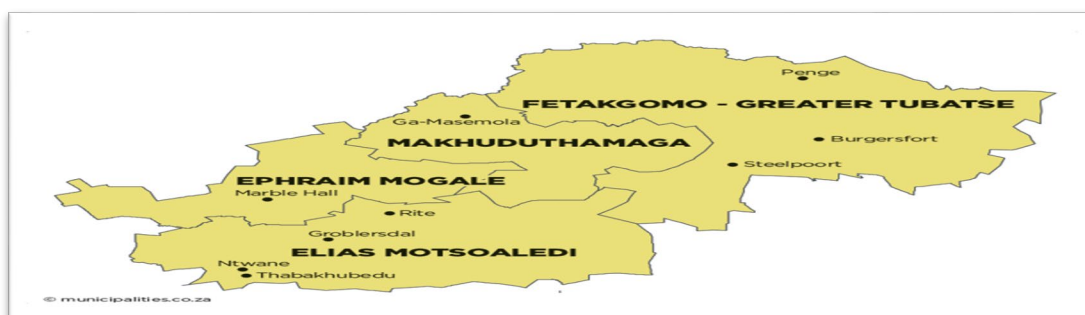 Penge
FETAKGOMO - GREATER TUBATSE
Ga-Masemola
Burgersfort
MAKHUDUTHAMAGA
Steelpoort
EPHRAIM MOGALE
Marble Hall
Rite
Groblersdal
ELIAS MOTSOALEDI
Ntwane
Thabakhubedu
© municipalities.co.za